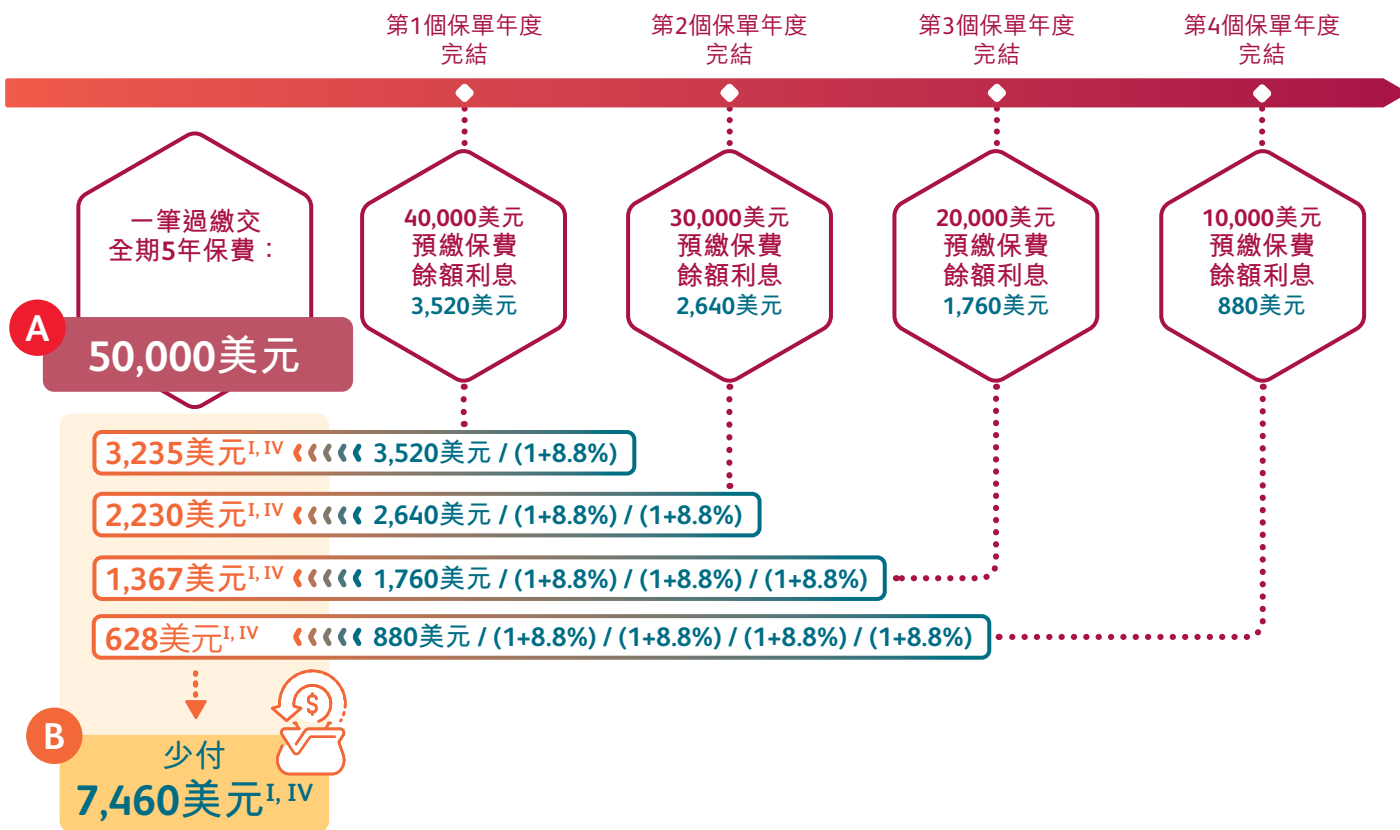 第1個保單年度
完結
第2個保單年度
完結
第3個保單年度
完結
第4個保單年度
完結
一筆過繳交
全期5年保費：
40,000美元
預繳保費
餘額利息
3,520美元
30,000美元
預繳保費
餘額利息
2,640美元
20,000美元
預繳保費
餘額利息
1,760美元
10,000美元
預繳保費
餘額利息
880美元
A
50,000美元
3,235美元I, IV 3,520美元 / (1+8.8%)
2,230美元I, IV 2,640美元 / (1+8.8%) / (1+8.8%)
1,367美元I, IV 1,760美元 / (1+8.8%) / (1+8.8%) / (1+8.8%)
628美元I, IV 880美元 / (1+8.8%) / (1+8.8%) / (1+8.8%) / (1+8.8%)
$
B
少付
7,460美元I, IV